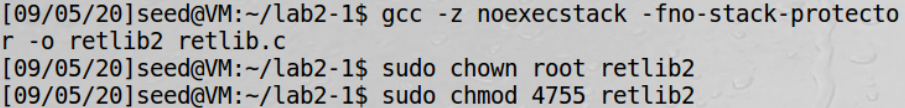 [09/05/20]seed@VM:~/lab2-1$ gcc -z noexecstack -fno-stack-protecto
r -o retlib2 retlib.c
[09/05/20]seed@VM:~/lab2-1$ sudo chown root retlib2
[09/05/20]seed@VM:~/lab2-1$ sudo chmod 4755 retlib2